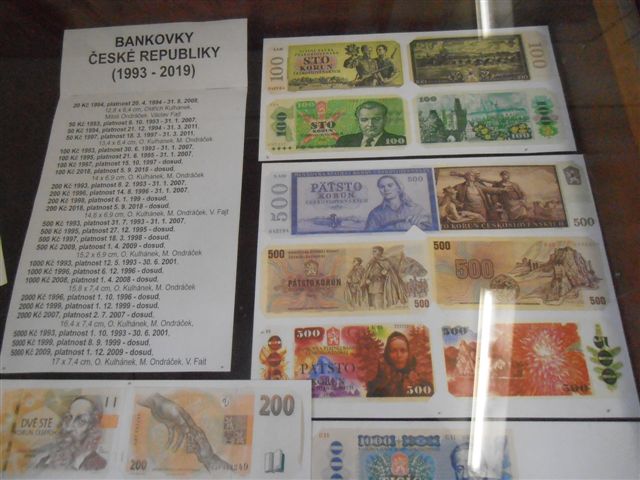 BANKOVKY
ČESKÉ REPUBLIKY
(1993 - 2019)
20 Kč 1994, platnost 20. 4. 1994 - 31. 8. 2008,
12,8 x 6,4 cm, Oldřich Kulhánek,
Miloš Ondráček, Václav Fajt
50 Kč 1993, platnost 6. 10. 1993 - 31. 1. 2007,
50 Kč 1994, platnost 21. 12. 1994 - 31. 3. 2011,
50 Kč 1997, platnost 18. 3. 1997 - 31. 3. 2011,
13,4 x 6,4 cm, O. Kulhánek, M. Ondráček
100 Kč 1993, platnost 30. 6. 1993 - 31. 1. 2007,
100 Kč 1995, platnost 21. 6. 1995 - 31. 1. 2007,
100 Kč 1997, platnost 15. 10. 1997 - dosud,
100 Kč 2018, platnost 5. 9. 2018 - dosud,
14 x 6,9 cm, O. Kulhánek, M. Ondráček
200 Kč 1993, platnost 8. 2. 1993 - 31. 1. 2007,
200 Kč 1996, platnost 14. 8. 1996 - 31. 1. 2007,
200 Kč 1998, platnost 6. 1. 199 - dosud,
200 Kč 2018, platnost 5. 9. 2018 - dosud,
14,6 x 6,9 cm, O. Kulhánek, M. Ondráček, V. Fajt
500 Kč 1993, platnost 31. 7. 1993 - 31. 1. 2007,
500 Kč 1995, platnost 27. 12. 1995 - dosud,
500 Kč 1997, platnost 18. 3. 1998 - dosud,
500 Kč 2009, platnost 1. 4. 2009 - dosud,
15,2 x 6,9 cm, O. Kulhánek, M. Ondráček
1000 Kč 1993, platnost 12. 5. 1993 - 30. 6. 2001,
1000 Kč 1996, platnost 6. 12. 1996 - dosud,
1000 Kč 2008, platnost 1. 4. 2008 - dosud,
15,8 x 7,4 cm, O. Kulhánek, M. Ondráček
2000 Kč 1996, platnost 1. 10. 1996 - dosud,
2000 Kč 1999, platnost 1. 12. 1999 - dosud,
2000 Kč 2007, platnost 2. 7. 2007 - dosud,
16,4 x 7,4 cm, O. Kulhánek, M. Ondráček,
5000 Kč 1993, platnost 1. 10. 1993 - 30. 6. 2001,
5000 Kč 1999, platnost 8. 9. 1999 - dosud,
5000 Kč 2009, platnost 1. 12. 2009 - dosud,
17 x 7,4 cm, O. Kulhánek, M. Ondráček. V. Fait
100
STO
KORUN
100
100
STO
KORUN
100
100
500
PĚTSTO
KORUN
500
STO KORUN ČESKOSLOVENSKÝCH
500
PĚTSTO KORUN
500
500
500
500
PĚTSTO
KORUN
500
500
500
DVĚ STĚ
KORUN ČESKÝCH
200
200
1000
TISÍC